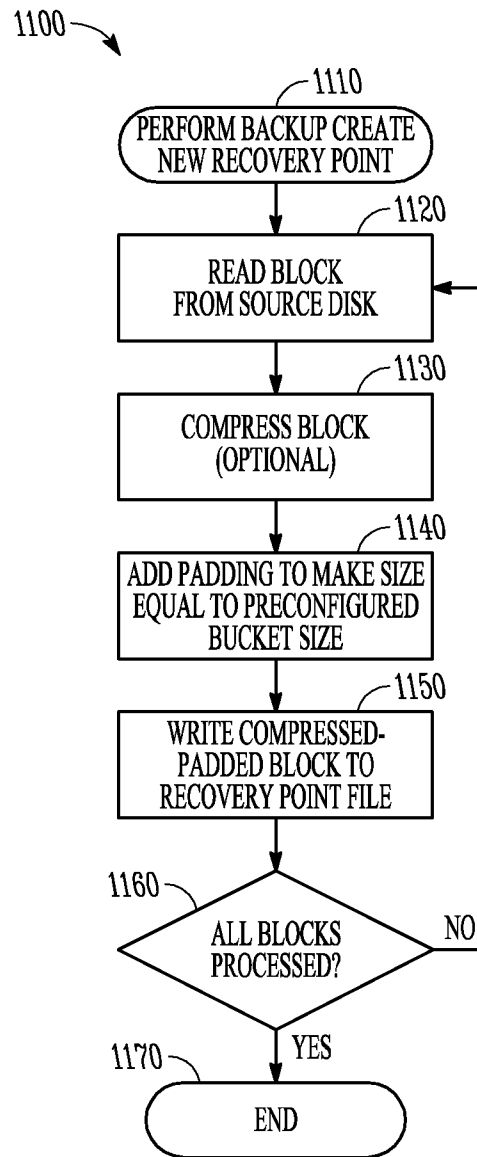 1100
1110
PERFORM BACKUP CREATE
NEW RECOVERY POINT
1120
READ BLOCK
FROM SOURCE DISK
1130
COMPRESS BLOCK
(OPTIONAL)
1140
ADD PADDING TO MAKE SIZE
EQUAL TO PRECONFIGURED
BUCKET SIZE
1150
WRITE COMPRESSED-
PADDED BLOCK TO
RECOVERY POINT FILE
1160
ALL BLOCKS
PROCESSED?
NO
YES
1170
END